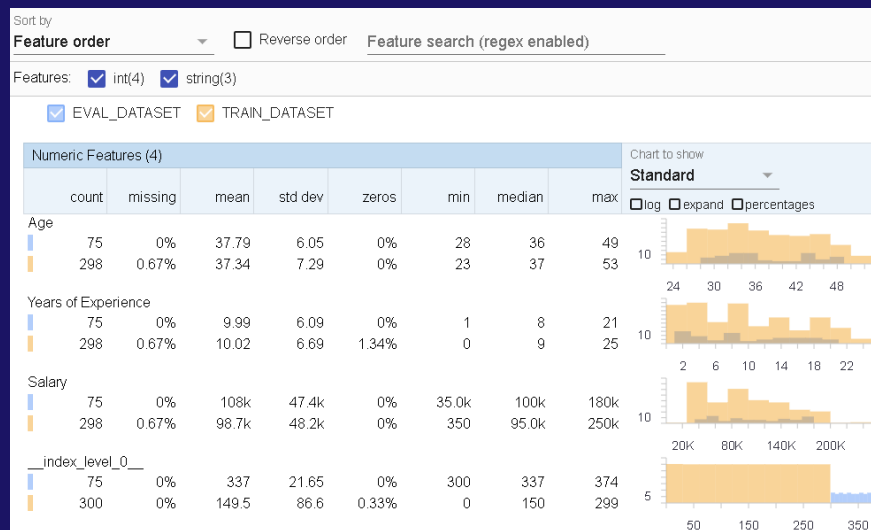 Sort by
Feature order Reverse order Feature search (regex enabled)
Features: int(4) string(3)
EVAL_DATASET TRAIN_DATASET
Numeric Features (4) Chart to show
Standard
count missing mean std dev zeros min median max log expand percentages
Age
75 0% 37.79 6.05 0% 28 36 49
298 0.67% 37.34 7.29 0% 23 37 53
10
24 30 36 42 48
Years of Experience
75 0% 9.99 6.09 0% 1 8 21
298 0.67% 10.02 6.69 1.34% 0 9 25
10
2 6 10 14 18 22
Salary
75 0% 108k 47.4k 0% 35.0k 100k 180k
298 0.67% 98.7k 48.2k 0% 350 95.0k 250k
10
20K 80K 140K 200K
__index_level_0__
75 0% 337 21.65 0% 300 337 374
300 0% 149.5 86.6 0.33% 0 150 299
5
50 150 250 350